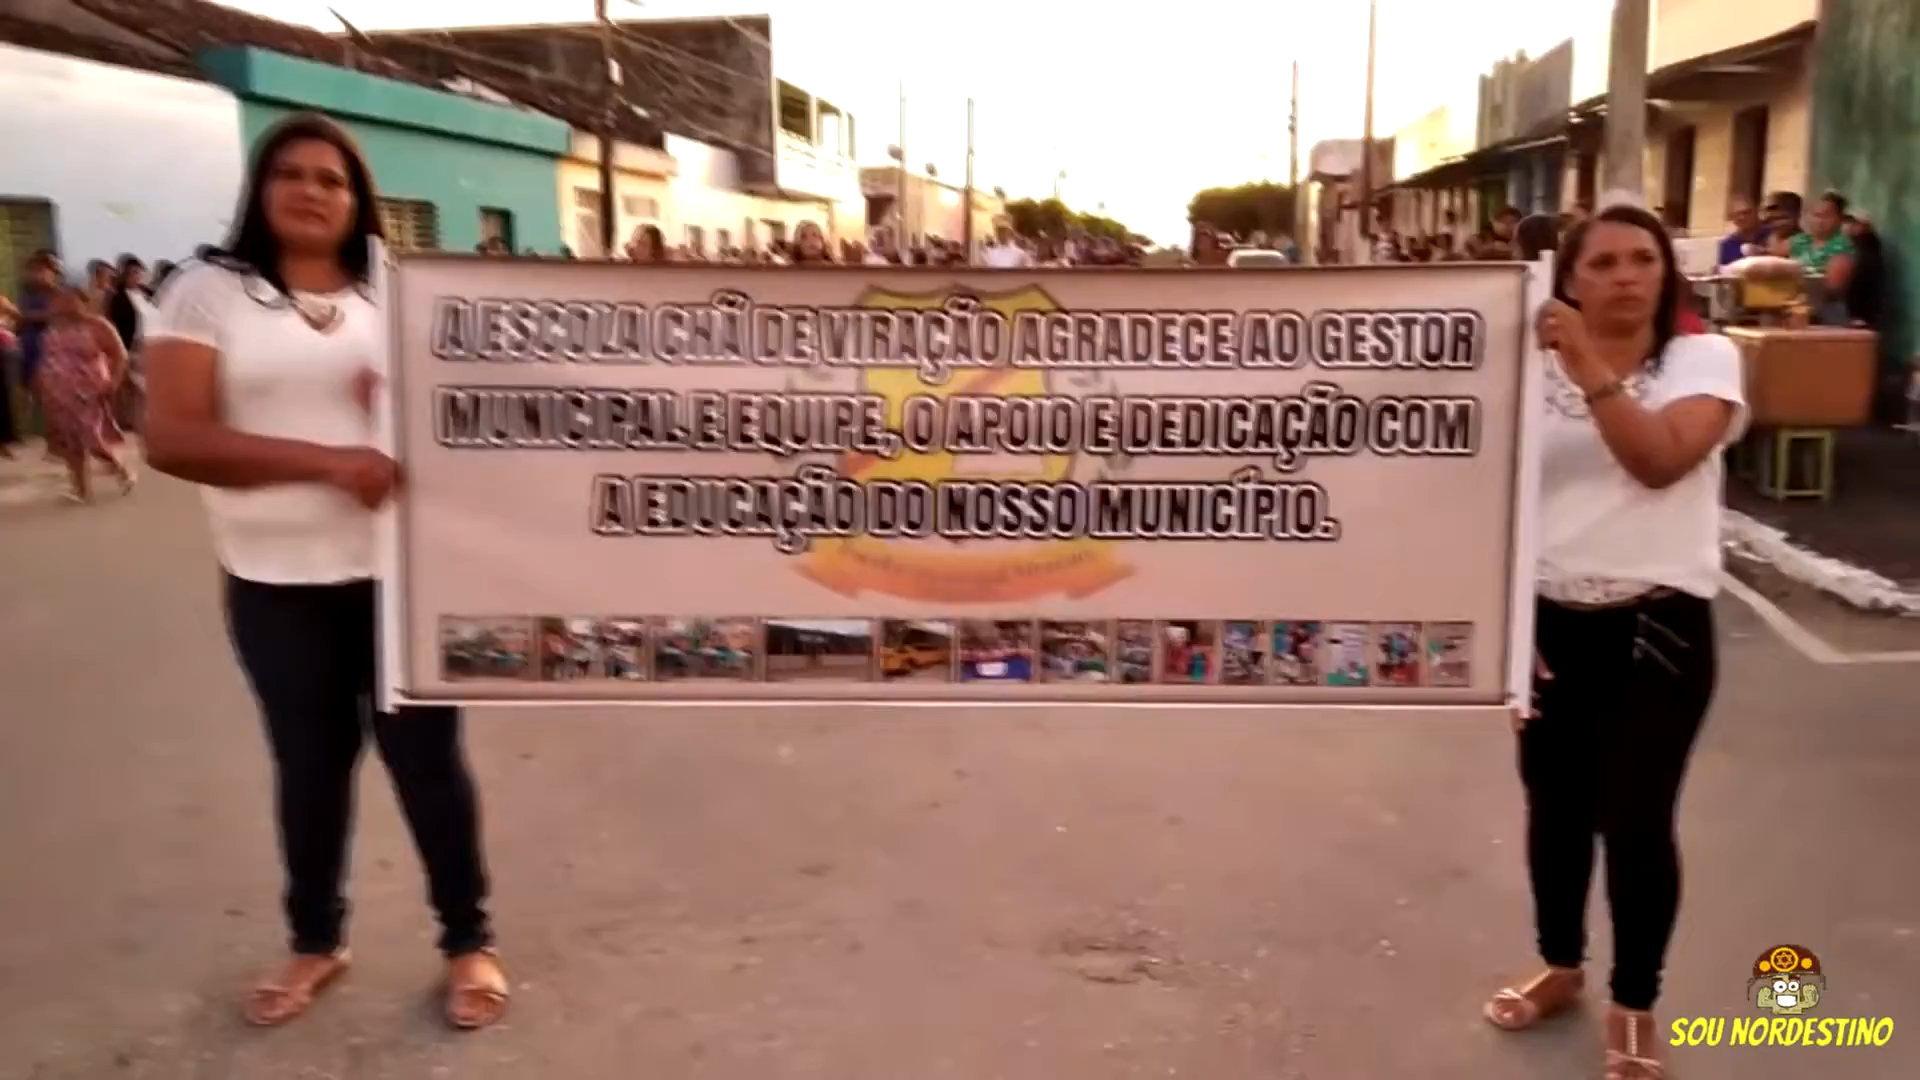 A ESCOLA CHÃ DE VIRAÇÃO AGRADECE AO GESTOR
MUNICIPAL E EQUIPE, O APOIO E DEDICAÇÃO COM
A EDUCAÇÃO DO NOSSO MUNICÍPIO.
SOU NORDESTINO